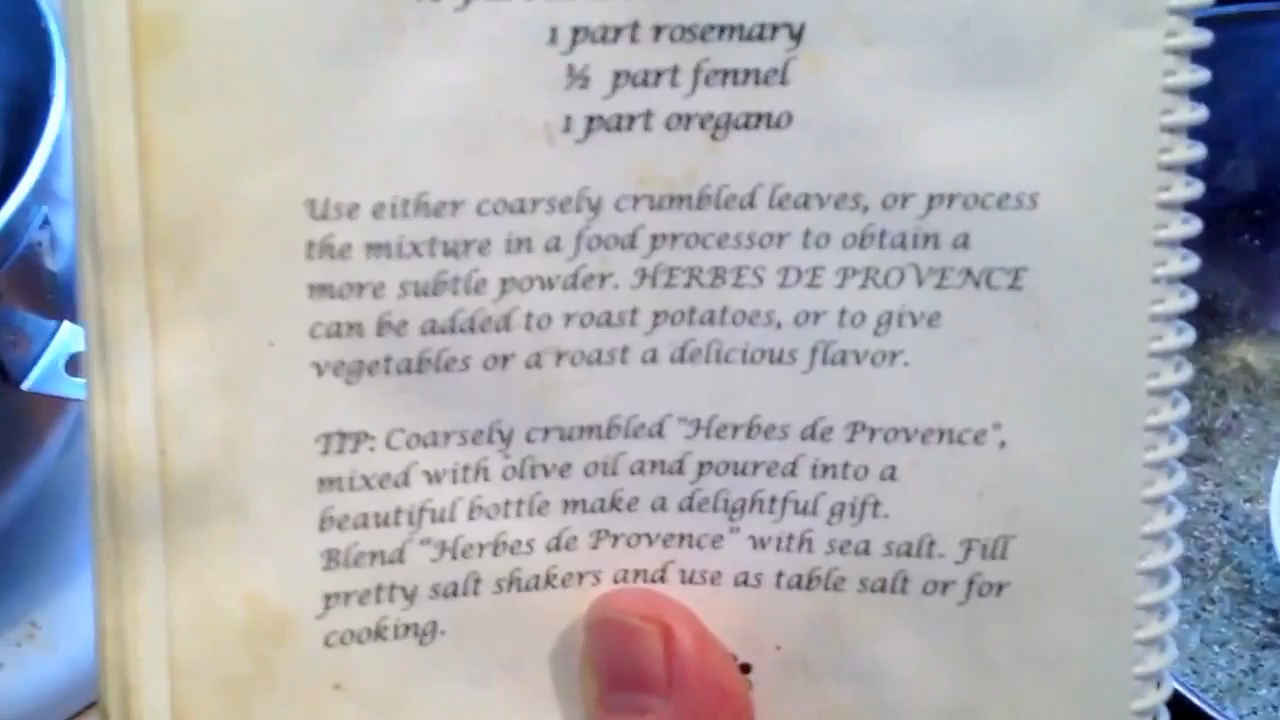 1 part rosemary
½ part fennel
1 part oregano
Use either coarsely crumbled leaves, or process
the mixture in a food processor to obtain a
more subtle powder. HERBES DE PROVENCE
can be added to roast potatoes, or to give
vegetables or a roast a delicious flavor.
TIP: Coarsely crumbled "Herbes de Provence",
mixed with olive oil and poured into a
beautiful bottle make a delightful gift.
Blend "Herbes de Provence" with sea salt. Fill
pretty salt shakers and use as table salt or for
cooking.